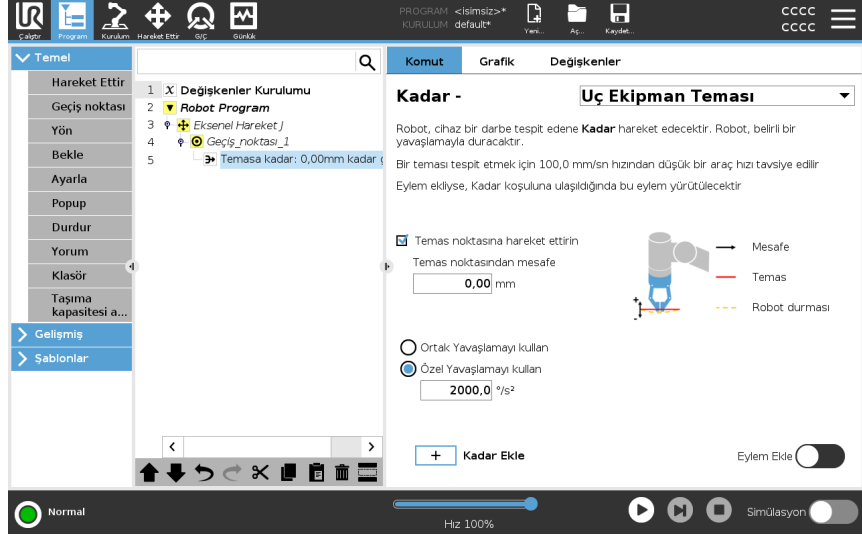 UR
PROGRAM <isimsiz>*
KURULUM default*
Çalıştır Program Kurulum Hareket Ettir G/Ç Günlük
Yeni... Aç... Kaydet...
CCCC
CCCC
Temel
Hareket Ettir
Geçiş noktası
Yön
Bekle
Ayarla
Popup
Durdur
Yorum
Klasör
Taşıma
kapasitesi a...
Gelişmiş
Şablonlar
1 X Değişkenler Kurulumu
2 Robot Program
3 Eksenel Hareket J
4 Geçiş_noktası_1
5 Temasa kadar: 0,00mm kadar
Komut Grafik Değişkenler
Kadar - Uç Ekipman Teması
Robot, cihaz bir darbe tespit edene Kadar hareket edecektir. Robot, belirli bir
yavaşlamayla duracaktır.
Bir teması tespit etmek için 100,0 mm/sn hızından düşük bir araç hızı tavsiye edilir
Eylem ekliyse, Kadar koşuluna ulaşıldığında bu eylem yürütülecektir
Temas noktasına hareket ettirin
Temas noktasından mesafe
0,00 mm
Mesafe
Temas
Robot durması
+
-
Ortak Yavaşlamayı kullan
Özel Yavaşlamayı kullan
2000,0 °/s²
+ Kadar Ekle
Eylem Ekle
Normal
Hız 100%
Simülasyon